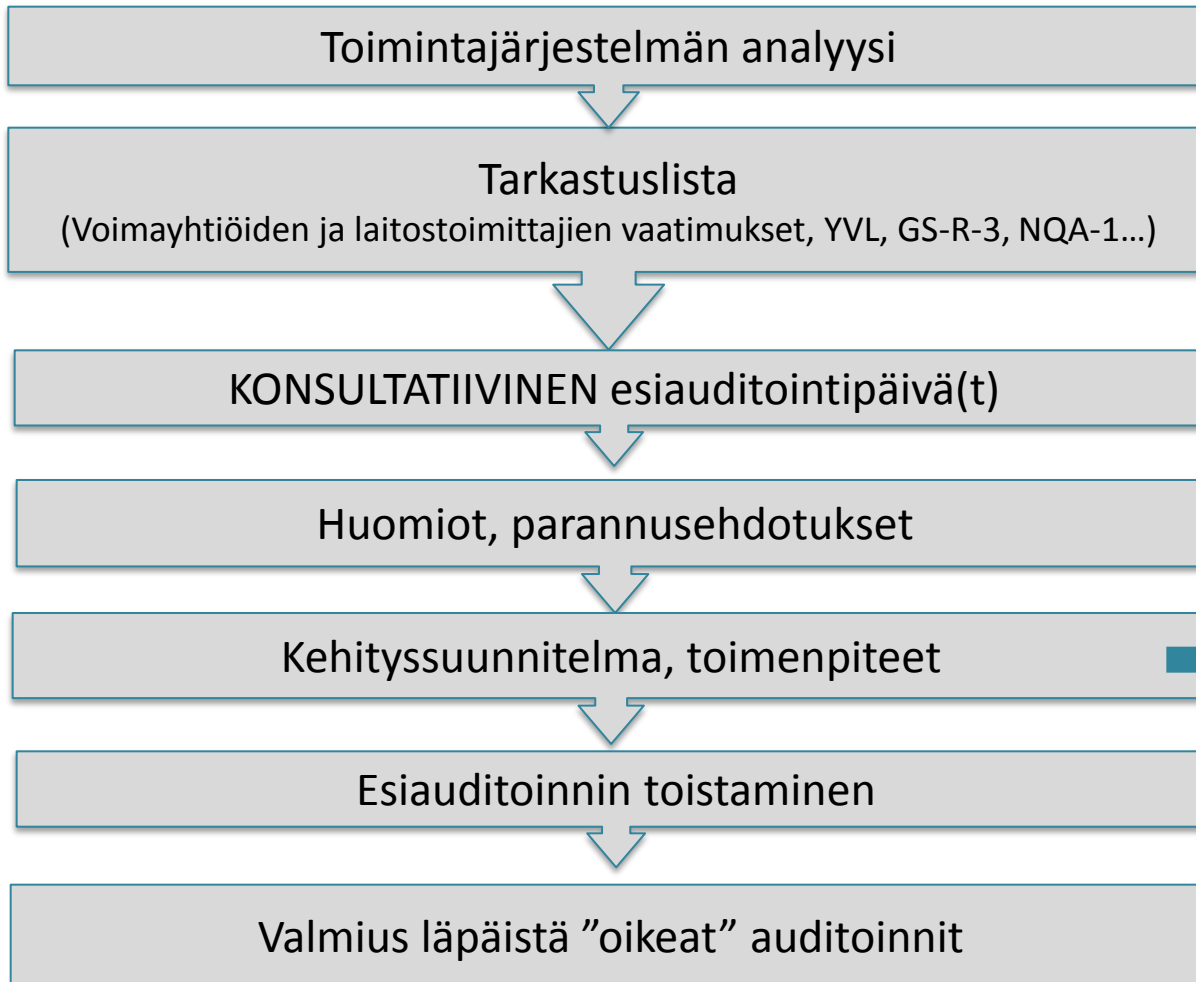 Toimintajärjestelmän analyysi
Tarkastuslista
(Voimayhtiöiden ja laitostoimittajien vaatimukset, YVL, GS-R-3, NQA-1…)
KONSULTATIIVINEN esiauditointipäivä(t)
Huomiot, parannusehdotukset
Kehityssuunnitelma, toimenpiteet
Esiauditoinnin toistaminen
Valmius läpäistä ”oikeat” auditoinnit